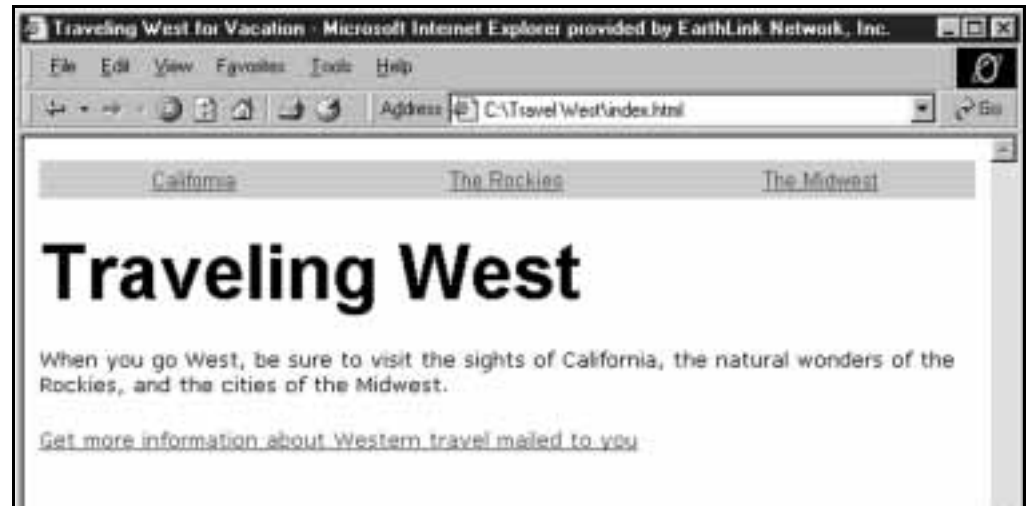 Traveling West for Vacation - Microsoft Internet Explorer provided by EarthLink Network, Inc.
File Edit View Favorites Tools Help
Address C:\Travel West\index.html Go
California The Rockies The Midwest
Traveling West
When you go West, be sure to visit the sights of California, the natural wonders of the
Rockies, and the cities of the Midwest.
Get more information about Western travel mailed to you